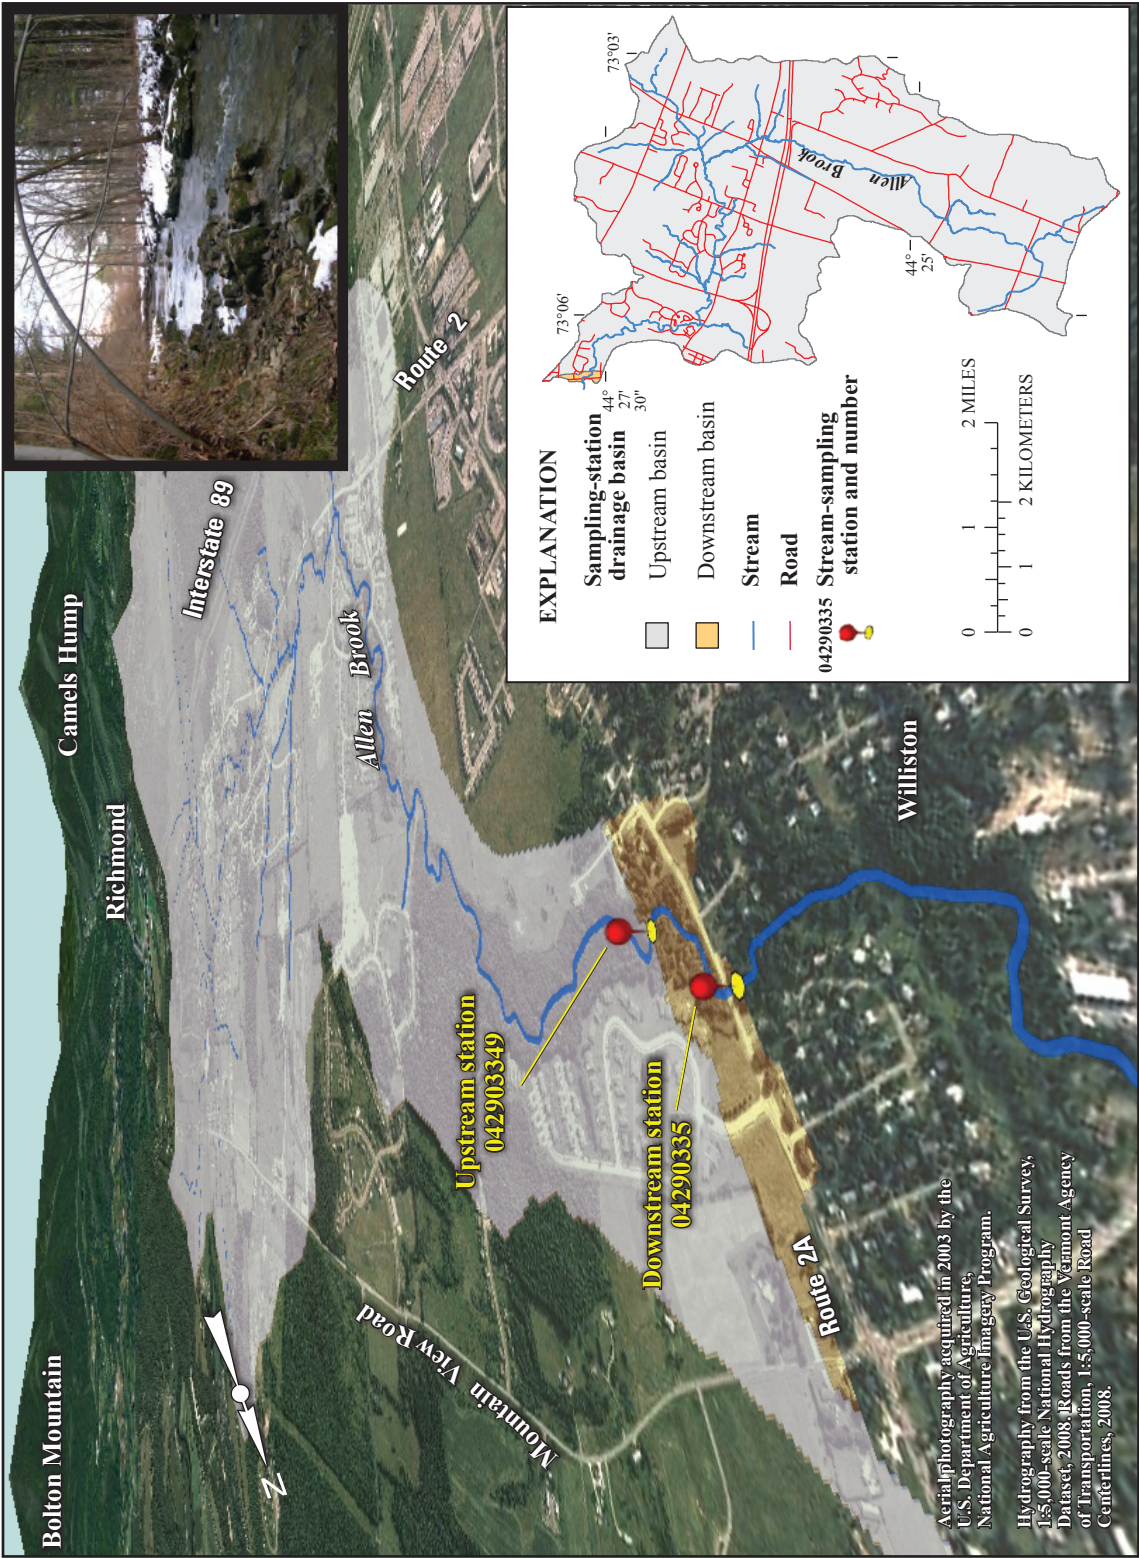 Bolton Mountain
Camels Hump
Richmond
Interstate 89
Route 2
Allen Brook
Mountain View Road
N
Upstream station
042903349
Downstream station
04290335
Route 2A
Williston
Aerial photography acquired in 2003 by the
U.S. Department of Agriculture,
National Agriculture Imagery Program.
Hydrography from the U.S. Geological Survey,
1:5,000-scale National Hydrography
Dataset, 2008. Roads from the Vermont Agency
of Transportation, 1:5,000-scale Road
Centerlines, 2008.
EXPLANATION
Sampling-station
drainage basin
Upstream basin
Downstream basin
Stream
Road
04290335 Stream-sampling
station and number
0 1 2 MILES
0 1 2 KILOMETERS
73°06'
73°03'
44°
27'
30"
44°
25'
Allen
Brook